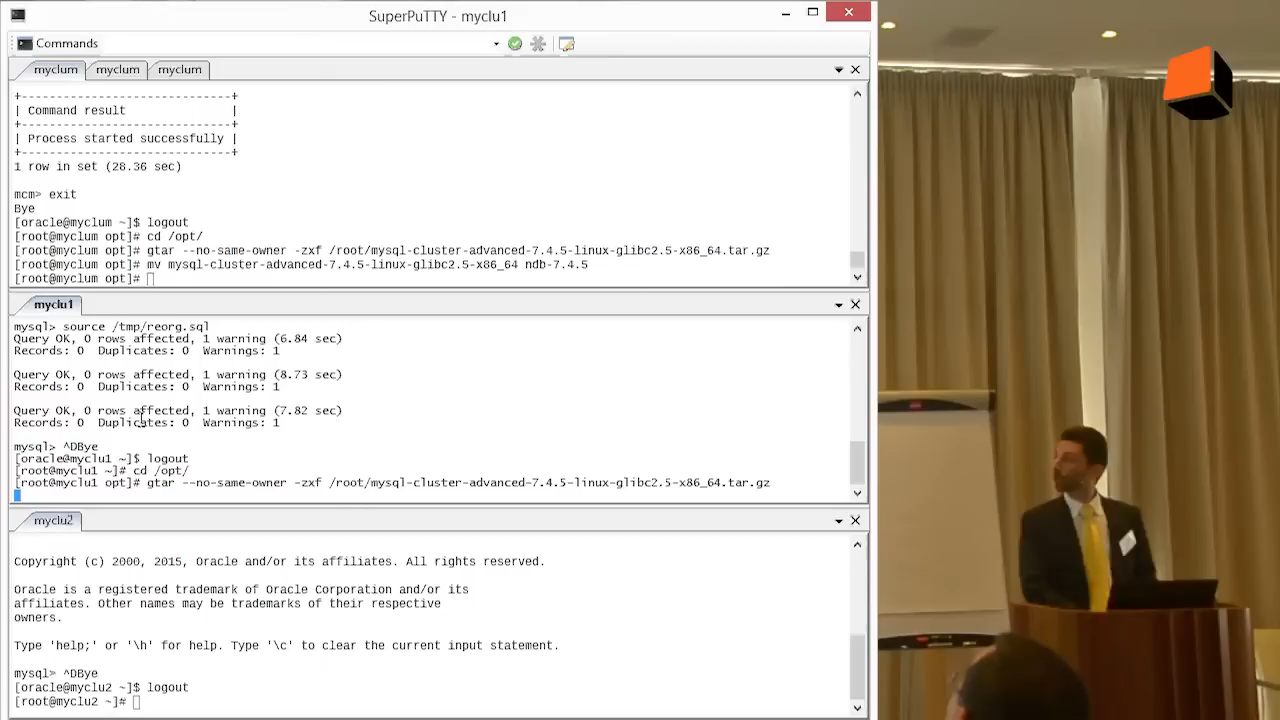 SuperPuTTY - myclu1
Commands
myclum myclum myclum
+-----------------------------+
| Command result |
+-----------------------------+
| Process started successfully |
+-----------------------------+
1 row in set (28.36 sec)
mcm> exit
Bye
[oracle@myclum ~]$ logout
[root@myclum opt]# cd /opt/
[root@myclum opt]# gtar --no-same-owner -zxf /root/mysql-cluster-advanced-7.4.5-linux-glibc2.5-x86_64.tar.gz
[root@myclum opt]# mv mysql-cluster-advanced-7.4.5-linux-glibc2.5-x86_64 ndb-7.4.5
[root@myclum opt]#
myclu1
mysql> source /tmp/reorg.sql
Query OK, 0 rows affected, 1 warning (6.84 sec)
Records: 0 Duplicates: 0 Warnings: 1
Query OK, 0 rows affected, 1 warning (8.73 sec)
Records: 0 Duplicates: 0 Warnings: 1
Query OK, 0 rows affected, 1 warning (7.82 sec)
Records: 0 Duplicates: 0 Warnings: 1
mysql> ^DBye
[oracle@myclu1 ~]$ logout
[root@myclu1 ~]# cd /opt/
[root@myclu1 opt]# gtar --no-same-owner -zxf /root/mysql-cluster-advanced-7.4.5-linux-glibc2.5-x86_64.tar.gz
myclu2
Copyright (c) 2000, 2015, Oracle and/or its affiliates. All rights reserved.
Oracle is a registered trademark of Oracle Corporation and/or its
affiliates. Other names may be trademarks of their respective
owners.
Type 'help;' or '\h' for help. Type '\c' to clear the current input statement.
mysql> ^DBye
[oracle@myclu2 ~]$ logout
[root@myclu2 ~]#